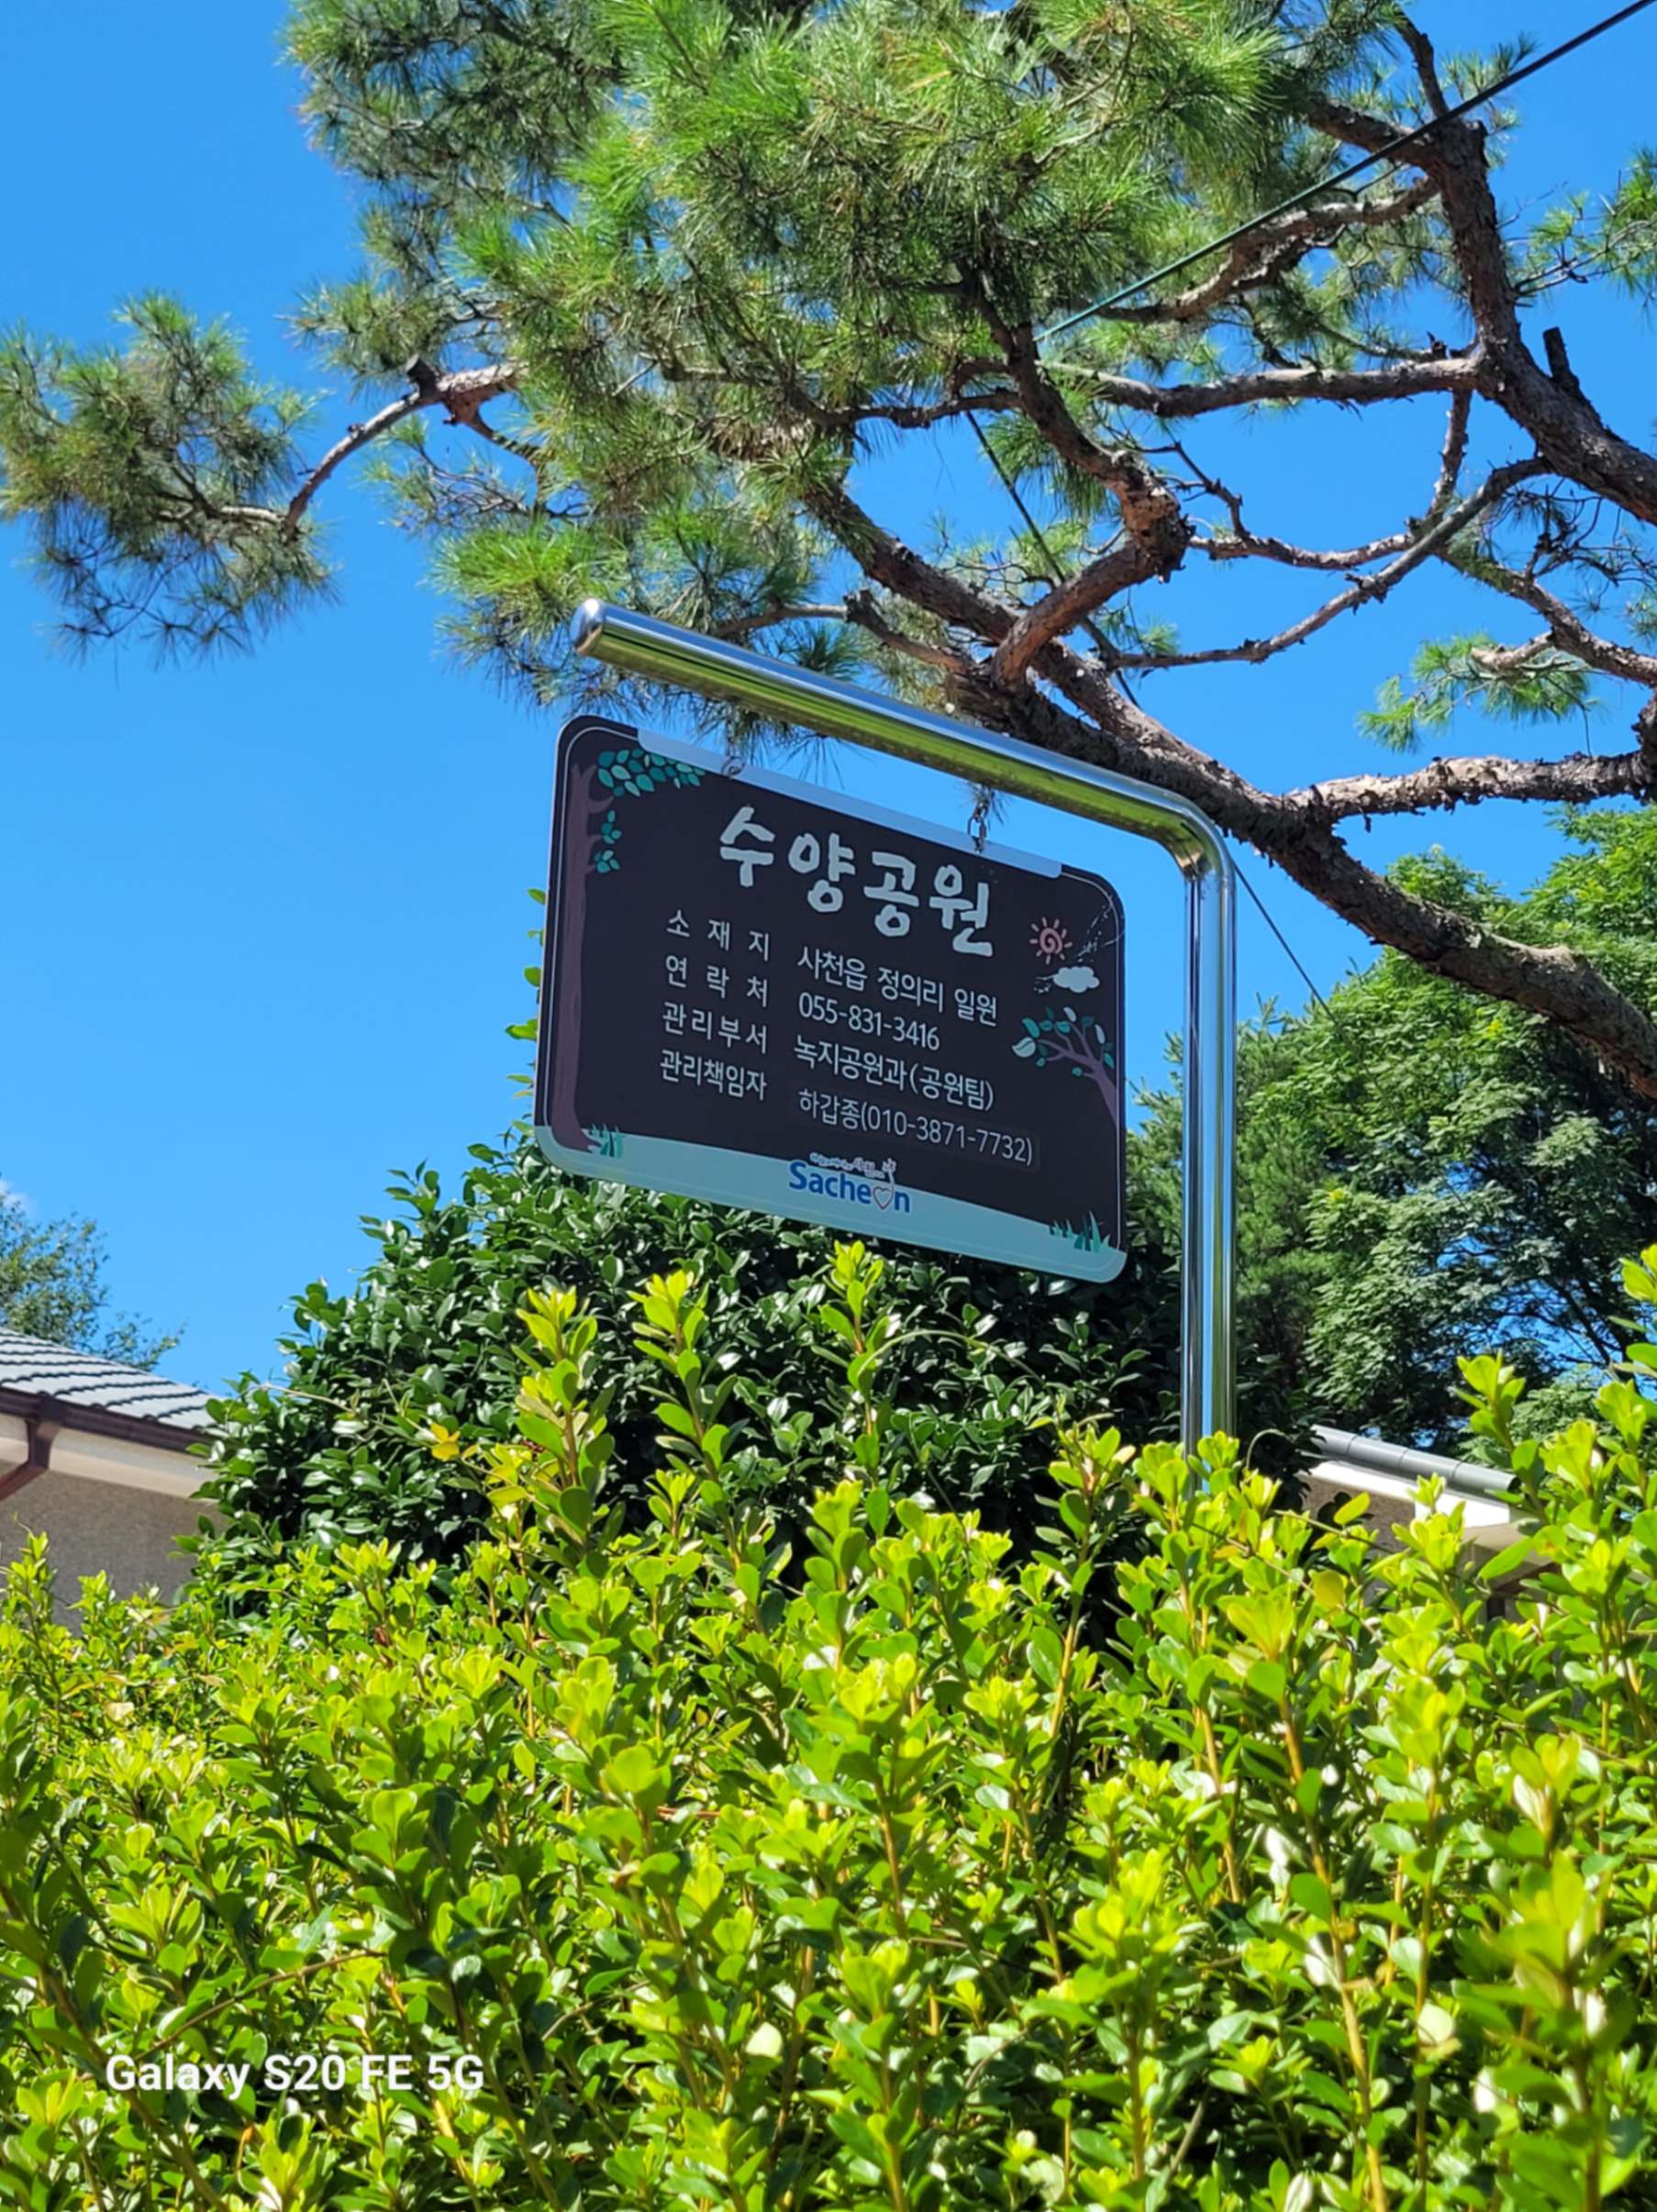 수양공원
소재지 사천읍 정의리 일원
연락처 055-831-3416
관리부서 녹지공원과(공원팀)
관리책임자 하갑종(010-3871-7732)
Sacheon
Galaxy S20 FE 5G